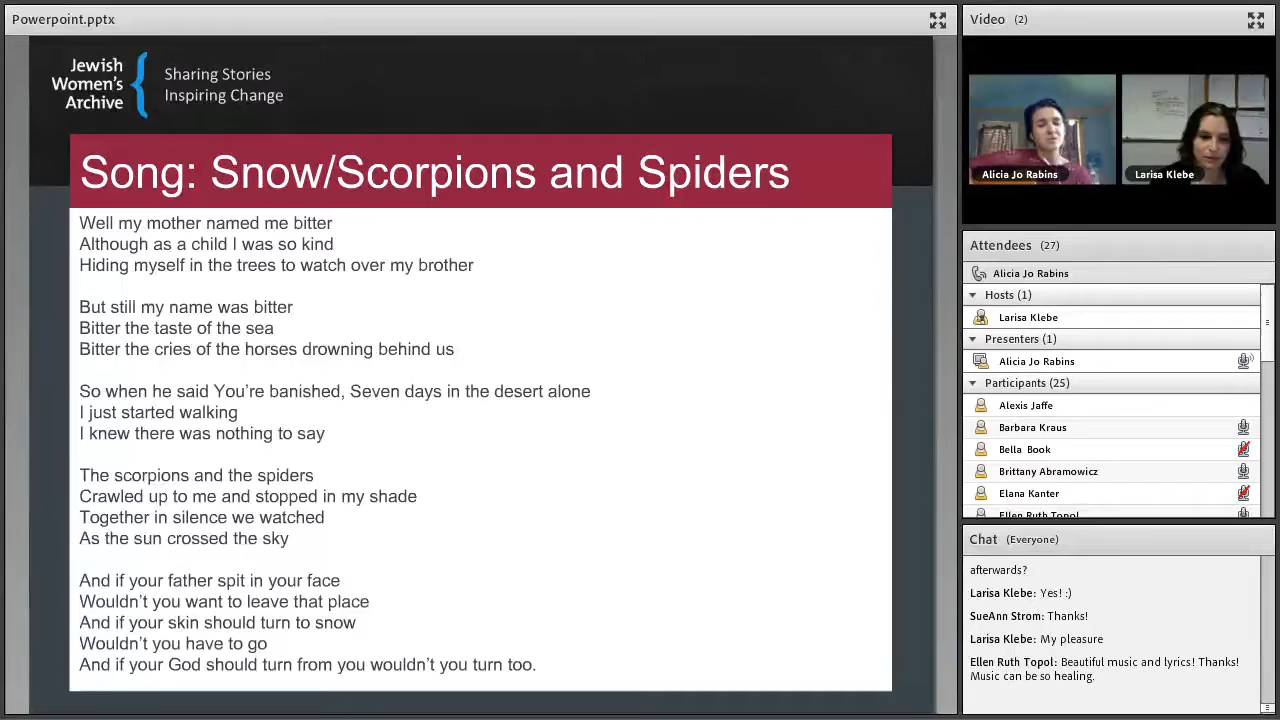 Powerpoint.pptx
Jewish
Women's
Archive
Sharing Stories
Inspiring Change
Song: Snow/Scorpions and Spiders
Well my mother named me bitter
Although as a child I was so kind
Hiding myself in the trees to watch over my brother
But still my name was bitter
Bitter the taste of the sea
Bitter the cries of the horses drowning behind us
So when he said You’re banished, Seven days in the desert alone
I just started walking
I knew there was nothing to say
The scorpions and the spiders
Crawled up to me and stopped in my shade
Together in silence we watched
As the sun crossed the sky
And if your father spit in your face
Wouldn’t you want to leave that place
And if your skin should turn to snow
Wouldn’t you have to go
And if your God should turn from you wouldn’t you turn too.
Video (2)
Alicia Jo Rabins
Larisa Klebe
Attendees (27)
Alicia Jo Rabins
Hosts (1)
Larisa Klebe
Presenters (1)
Alicia Jo Rabins
Participants (25)
Alexis Jaffe
Barbara Kraus
Bella Book
Brittany Abramowicz
Elana Kanter
Ellen Ruth Topol
Chat (Everyone)
afterwards?
Larisa Klebe: Yes! :)
SueAnn Strom: Thanks!
Larisa Klebe: My pleasure
Ellen Ruth Topol: Beautiful music and lyrics! Thanks!
Music can be so healing.